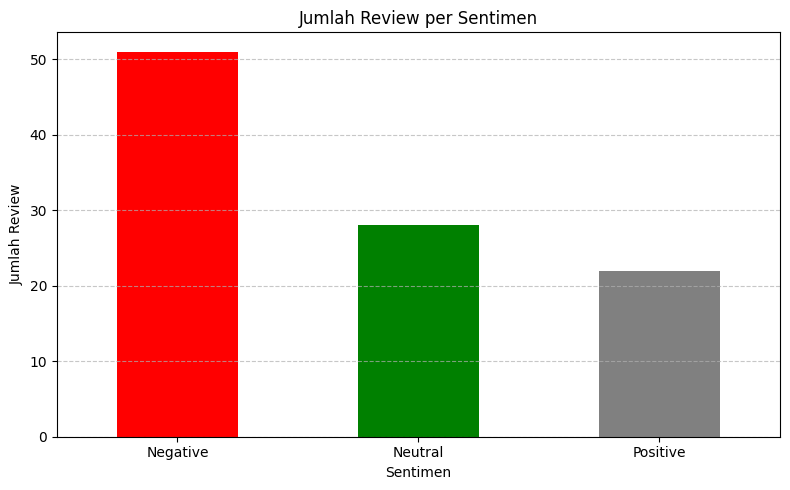 Jumlah Review per Sentimen
Jumlah Review
50
40
30
20
10
0
Negative
Neutral
Positive
Sentimen